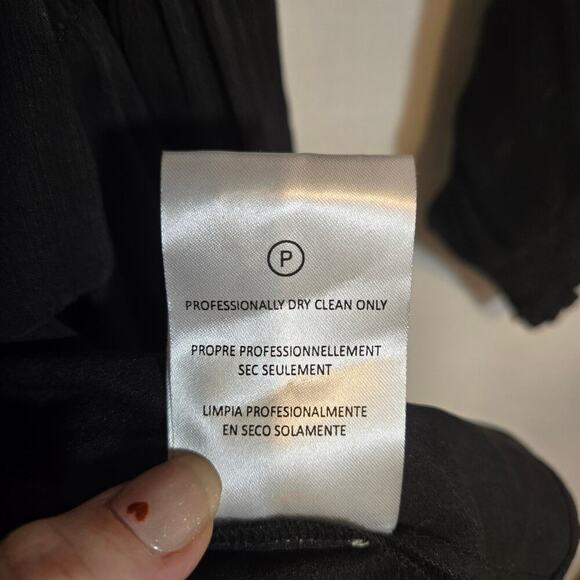 P
PROFESSIONALLY DRY CLEAN ONLY
PROPRE PROFESSIONNELLEMENT
SEC SEULEMENT
LIMPIA PROFESIONALMENTE
EN SECO SOLAMENTE